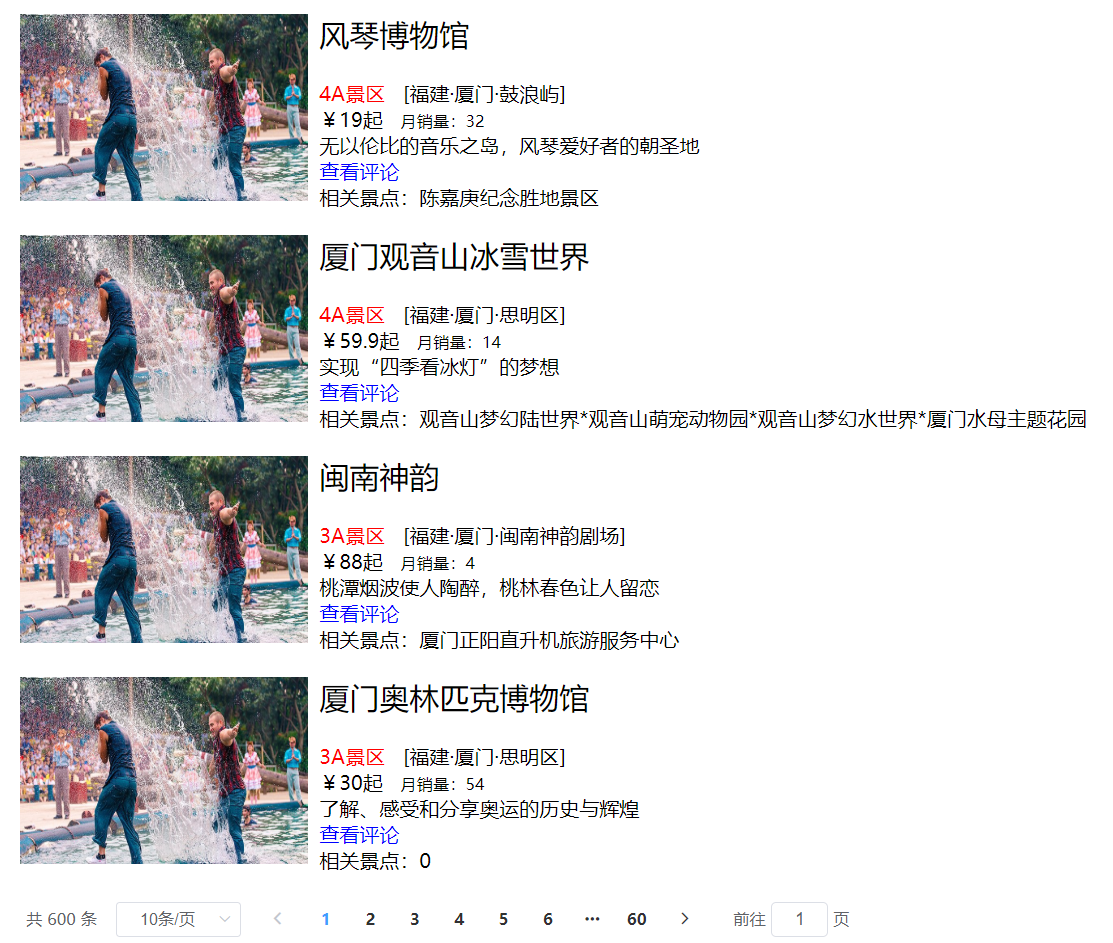 风琴博物馆
4A景区 [福建·厦门·鼓浪屿]
￥19起 月销量：32
无以伦比的音乐之岛，风琴爱好者的朝圣地
查看评论
相关景点：陈嘉庚纪念胜地景区
厦门观音山冰雪世界
4A景区 [福建·厦门·思明区]
￥59.9起 月销量：14
实现“四季看冰灯”的梦想
查看评论
相关景点：观音山梦幻陆世界*观音山萌宠动物园*观音山梦幻水世界*厦门水母主题花园
闽南神韵
3A景区 [福建·厦门·闽南神韵剧场]
￥88起 月销量：4
桃潭烟波使人陶醉，桃林春色让人留恋
查看评论
相关景点：厦门正阳直升机旅游服务中心
厦门奥林匹克博物馆
3A景区 [福建·厦门·思明区]
￥30起 月销量：54
了解、感受和分享奥运的历史与辉煌
查看评论
相关景点：0
共 600 条 10条/页 1 2 3 4 5 6 ··· 60 前往 1 页